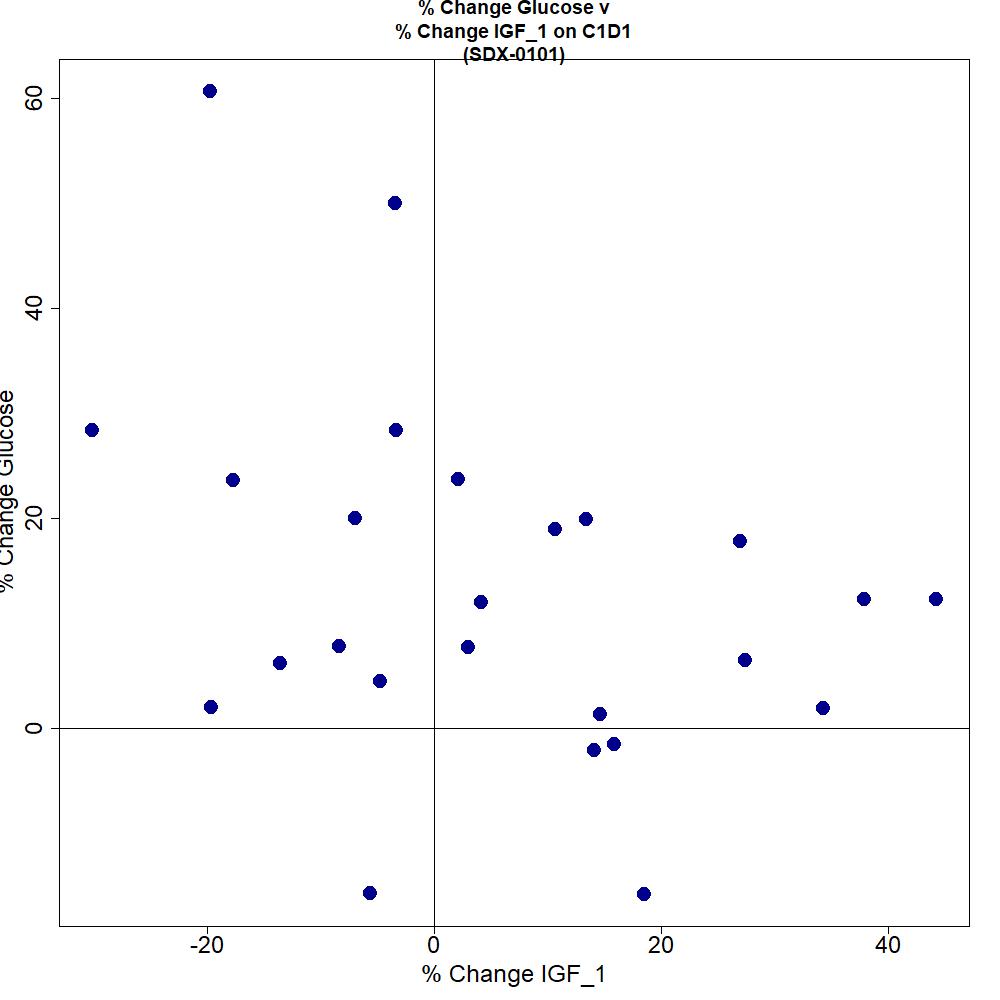 % Change Glucose v
% Change IGF_1 on C1D1
(SDX-0101)
60
40
20
0
% Change Glucose
-20
0
20
40
% Change IGF_1